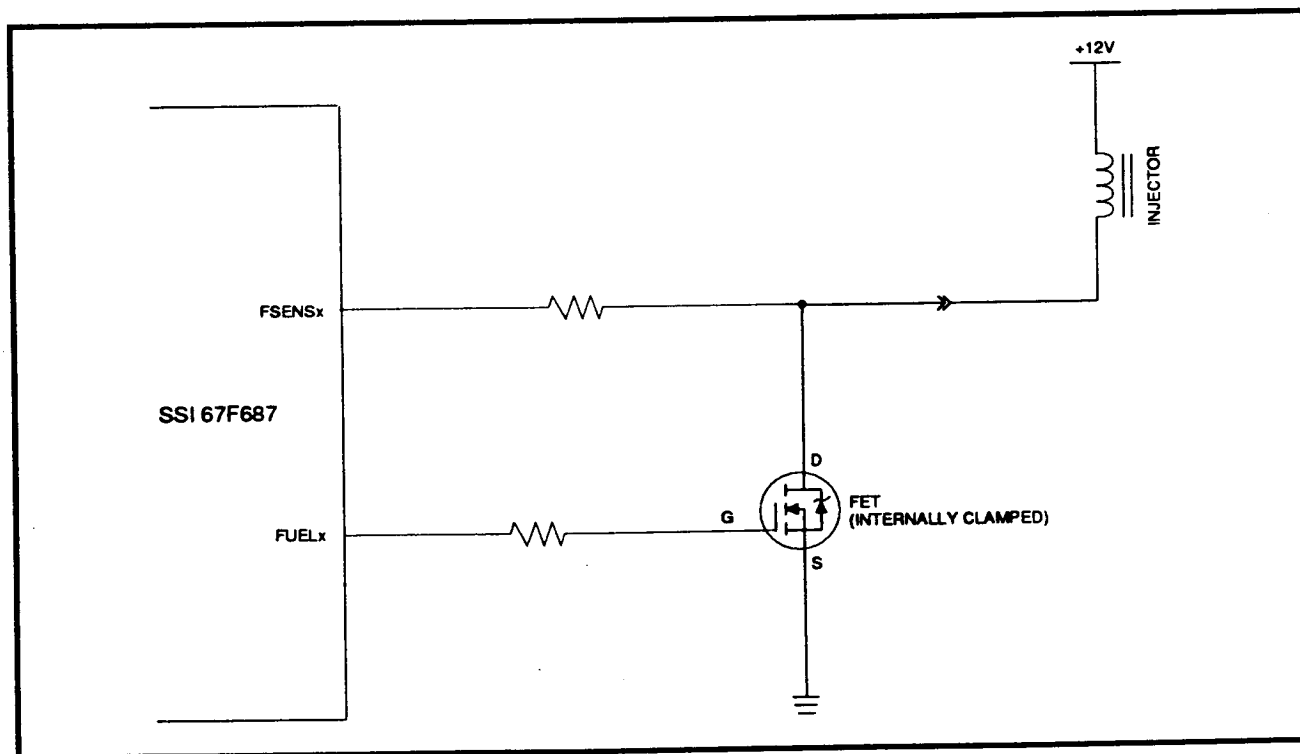 +12V
INJECTOR
FSENSx
SSI 67F687
D
FET
(INTERNALLY CLAMPED)
G
FUELx
S